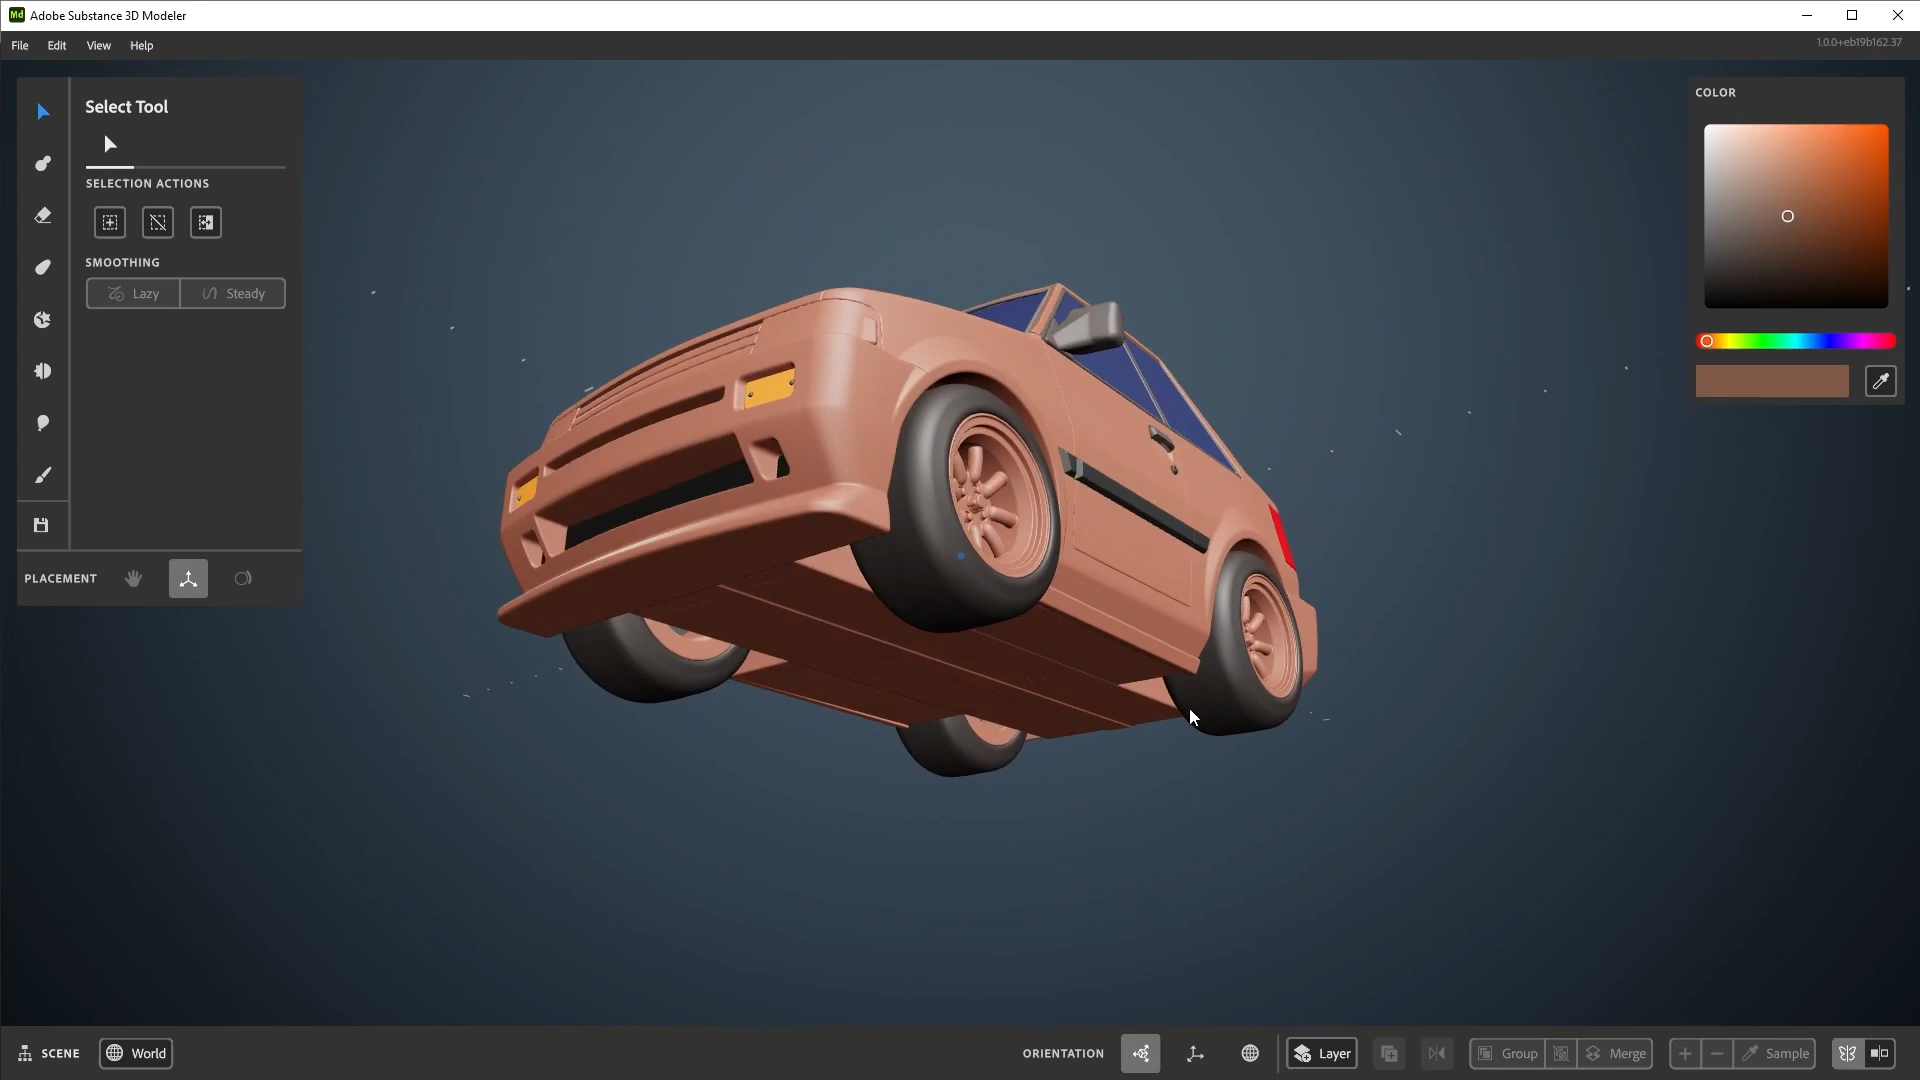 Md Adobe Substance 3D Modeler
File Edit View Help
1.0.0+eb19b162.37
Select Tool
SELECTION ACTIONS
SMOOTHING
Lazy Steady
PLACEMENT
COLOR
SCENE World ORIENTATION Layer Group Merge Sample